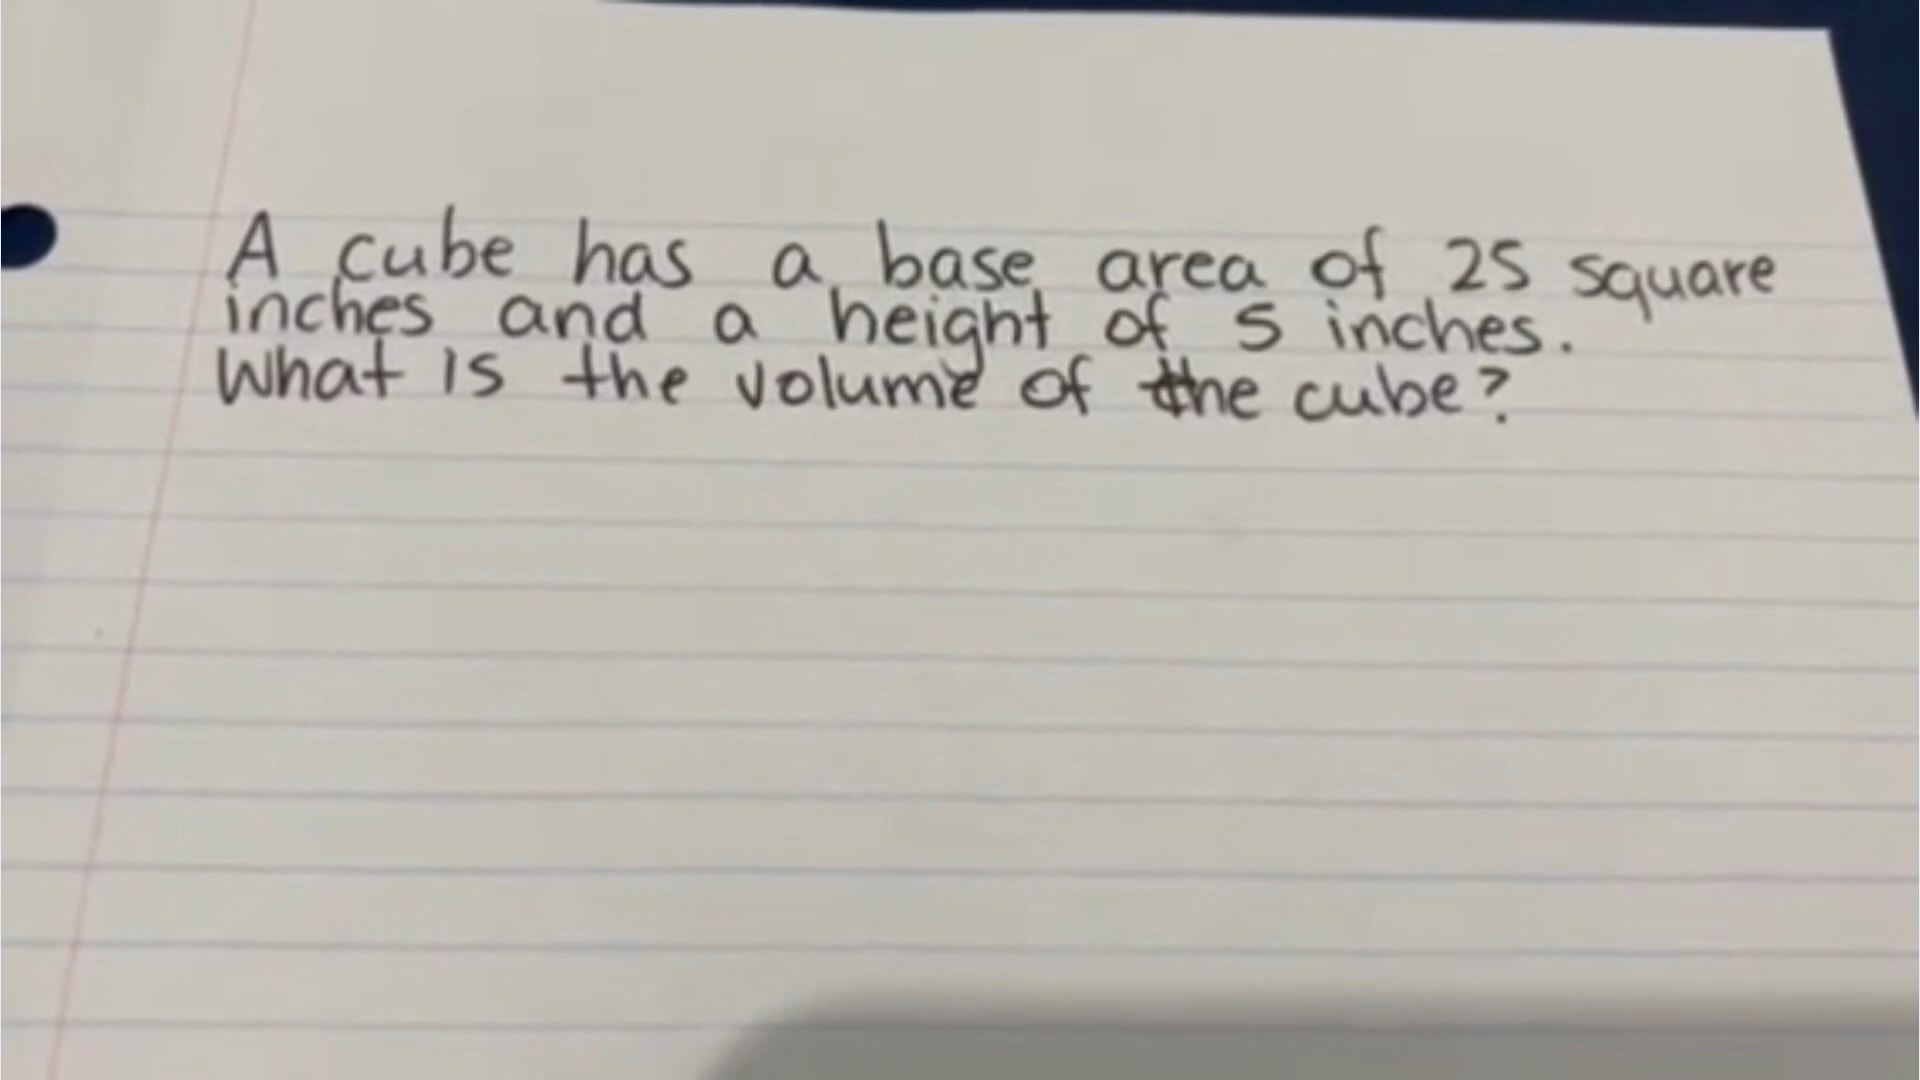 A cube has a base area of 25 square
inches and a height of 5 inches.
What is the volume of the cube?